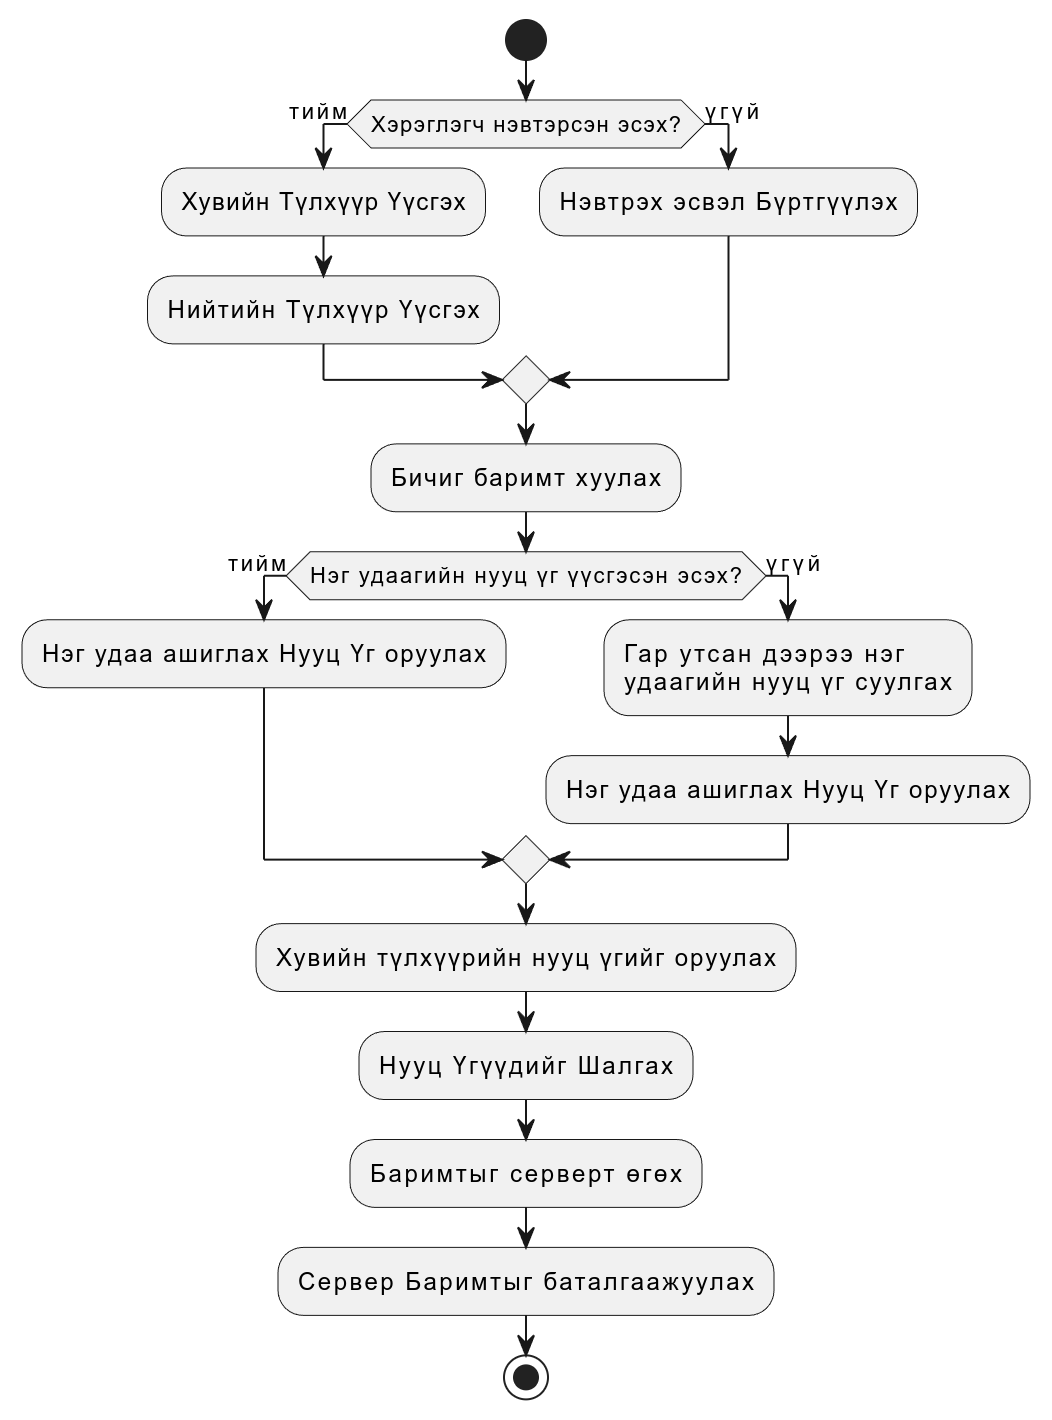 Хэрэглэгч нэвтэрсэн эсэх?
тийм
үгүй
Хувийн Түлхүүр Үүсгэх
Нэвтрэх эсвэл Бүртгүүлэх
Нийтийн Түлхүүр Үүсгэх
Бичиг баримт хуулах
Нэг удаагийн нууц үг үүсгэсэн эсэх?
тийм
үгүй
Нэг удаа ашиглах Нууц Үг оруулах
Гар утсан дээрээ нэг
удаагийн нууц үг суулгах
Нэг удаа ашиглах Нууц Үг оруулах
Хувийн түлхүүрийн нууц үгийг оруулах
Нууц Үгүүдийг Шалгах
Баримтыг серверт өгөх
Сервер Баримтыг баталгаажуулах